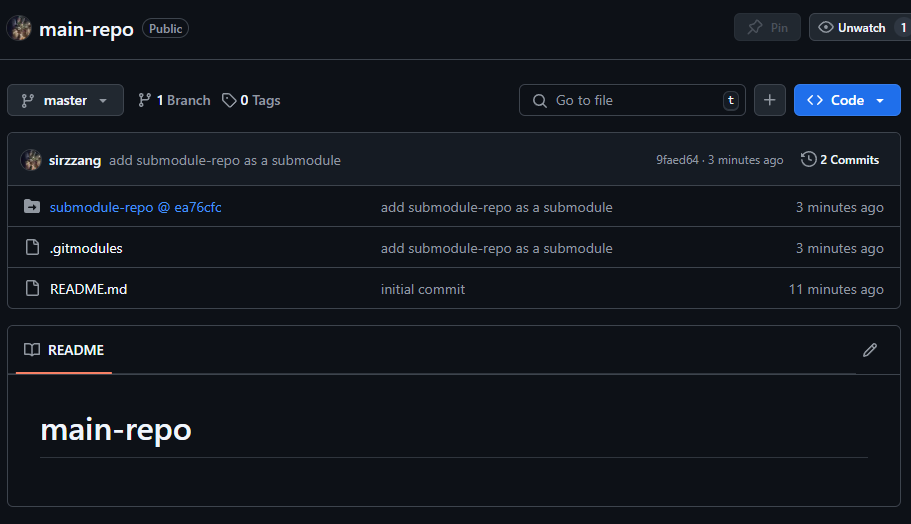 main-repo Public Pin Unwatch 1
master 1 Branch 0 Tags Go to file t Code
sirzzang add submodule-repo as a submodule 9faed64 · 3 minutes ago 2 Commits
submodule-repo @ ea76cfc add submodule-repo as a submodule 3 minutes ago
.gitmodules add submodule-repo as a submodule 3 minutes ago
README.md initial commit 11 minutes ago
README
main-repo